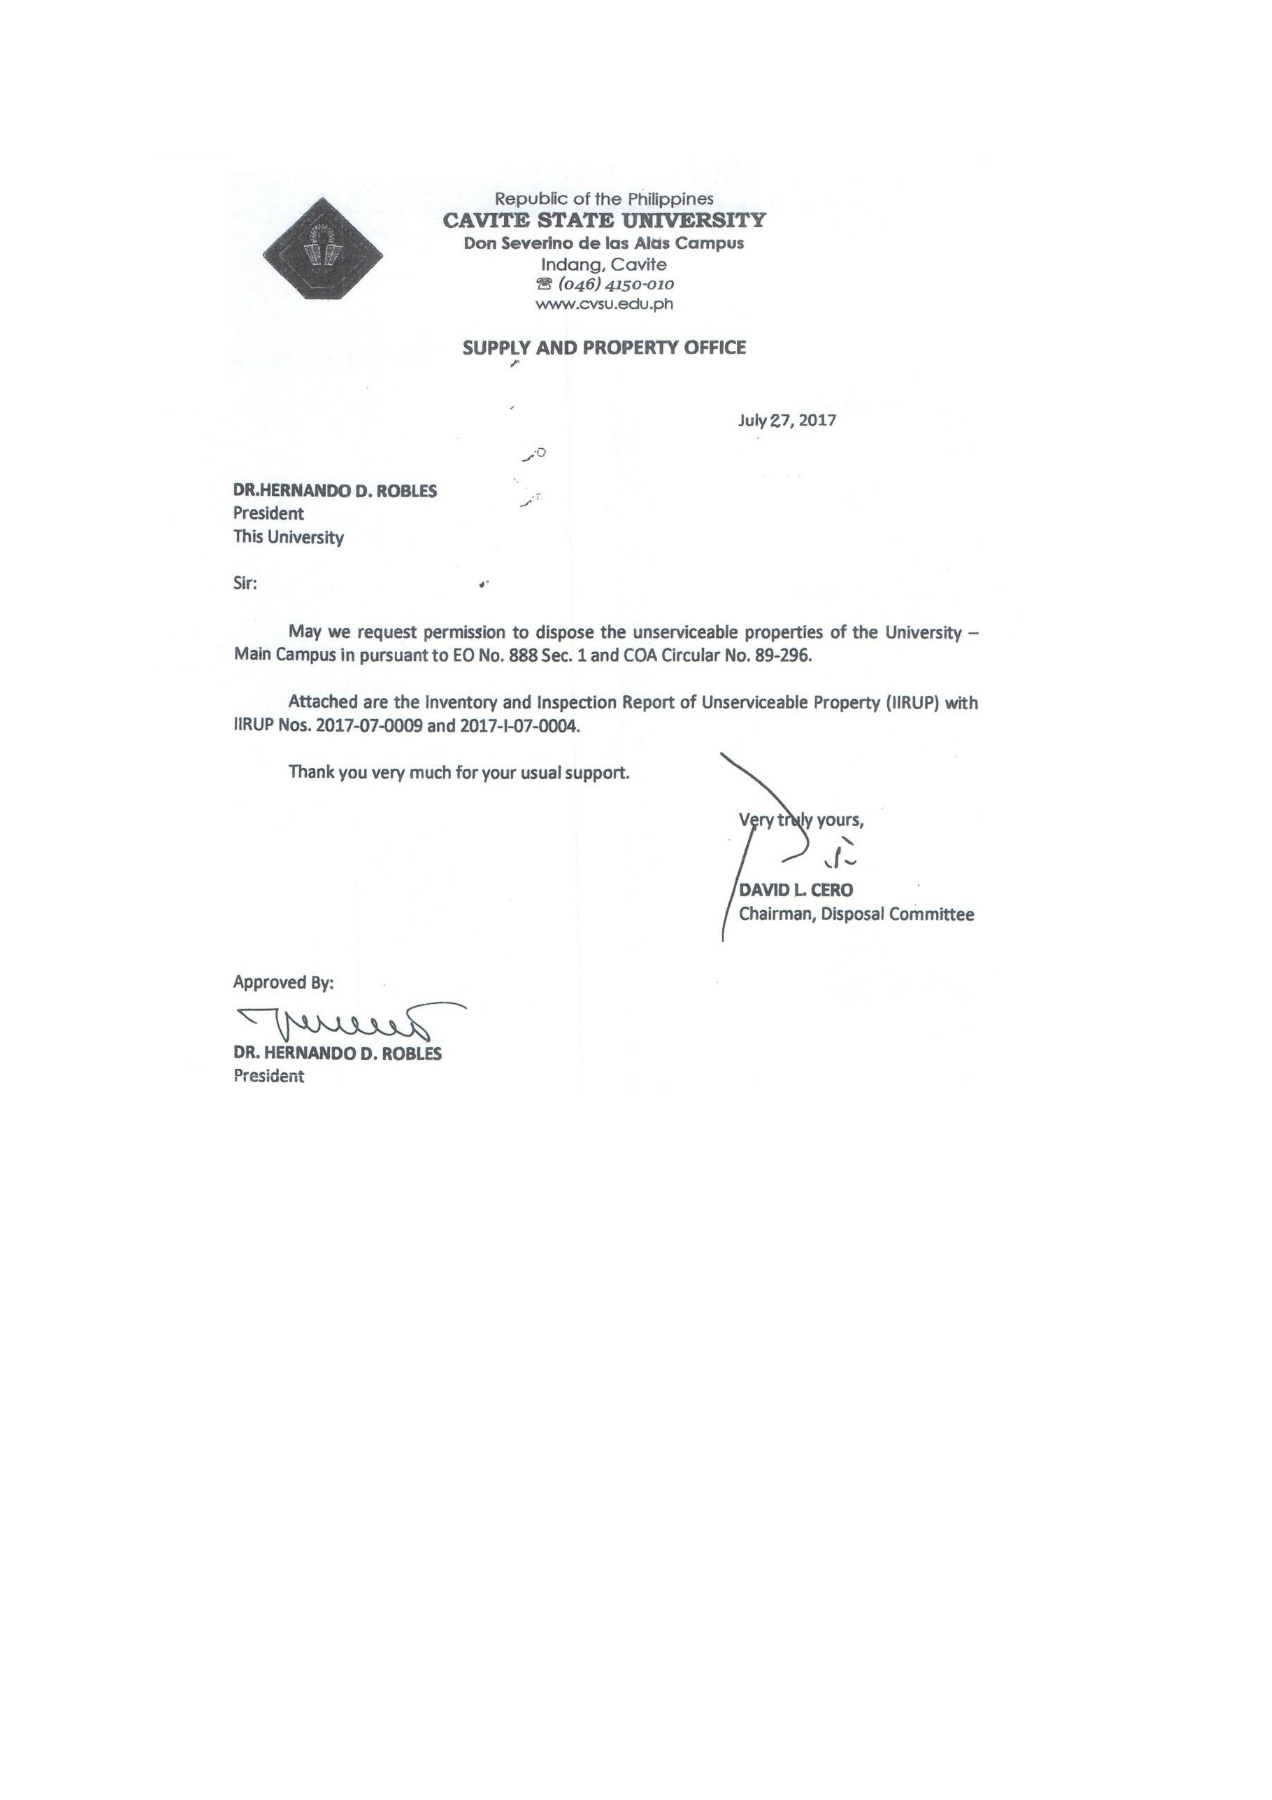 Republic of the Philippines
CAVITE STATE UNIVERSITY
Don Severino de las Alas Campus
Indang, Cavite
☎ (046) 4150-010
www.cvsu.edu.ph
SUPPLY AND PROPERTY OFFICE
July 27, 2017
DR.HERNANDO D. ROBLES
President
This University
Sir:
May we request permission to dispose the unserviceable properties of the University –
Main Campus in pursuant to EO No. 888 Sec. 1 and COA Circular No. 89-296.
Attached are the Inventory and Inspection Report of Unserviceable Property (IIRUP) with
IIRUP Nos. 2017-07-0009 and 2017-I-07-0004.
Thank you very much for your usual support.
Very truly yours,
DAVID L. CERO
Chairman, Disposal Committee
Approved By:
DR. HERNANDO D. ROBLES
President